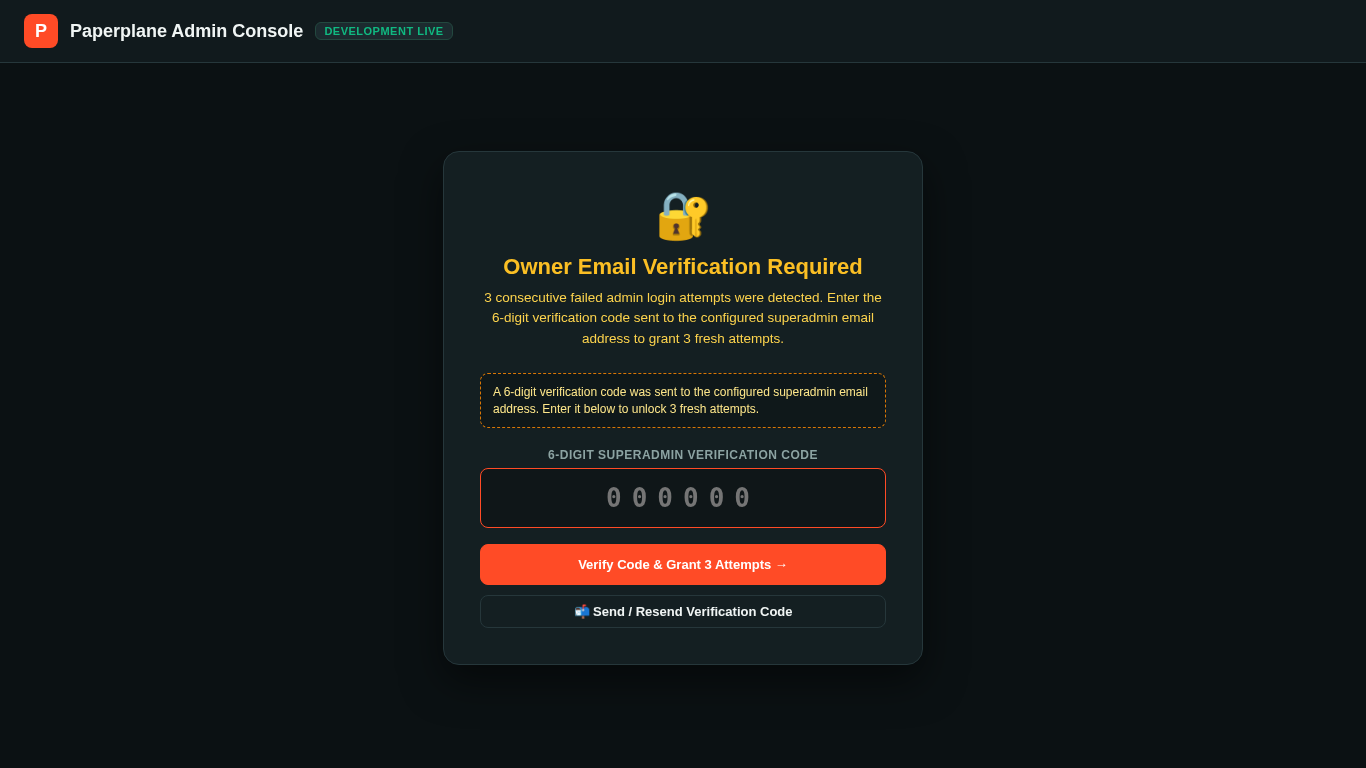 P
Paperplane Admin Console
DEVELOPMENT LIVE
Owner Email Verification Required
3 consecutive failed admin login attempts were detected. Enter the
6-digit verification code sent to the configured superadmin email
address to grant 3 fresh attempts.
A 6-digit verification code was sent to the configured superadmin email
address. Enter it below to unlock 3 fresh attempts.
6-DIGIT SUPERADMIN VERIFICATION CODE
000000
Verify Code & Grant 3 Attempts →
📬 Send / Resend Verification Code